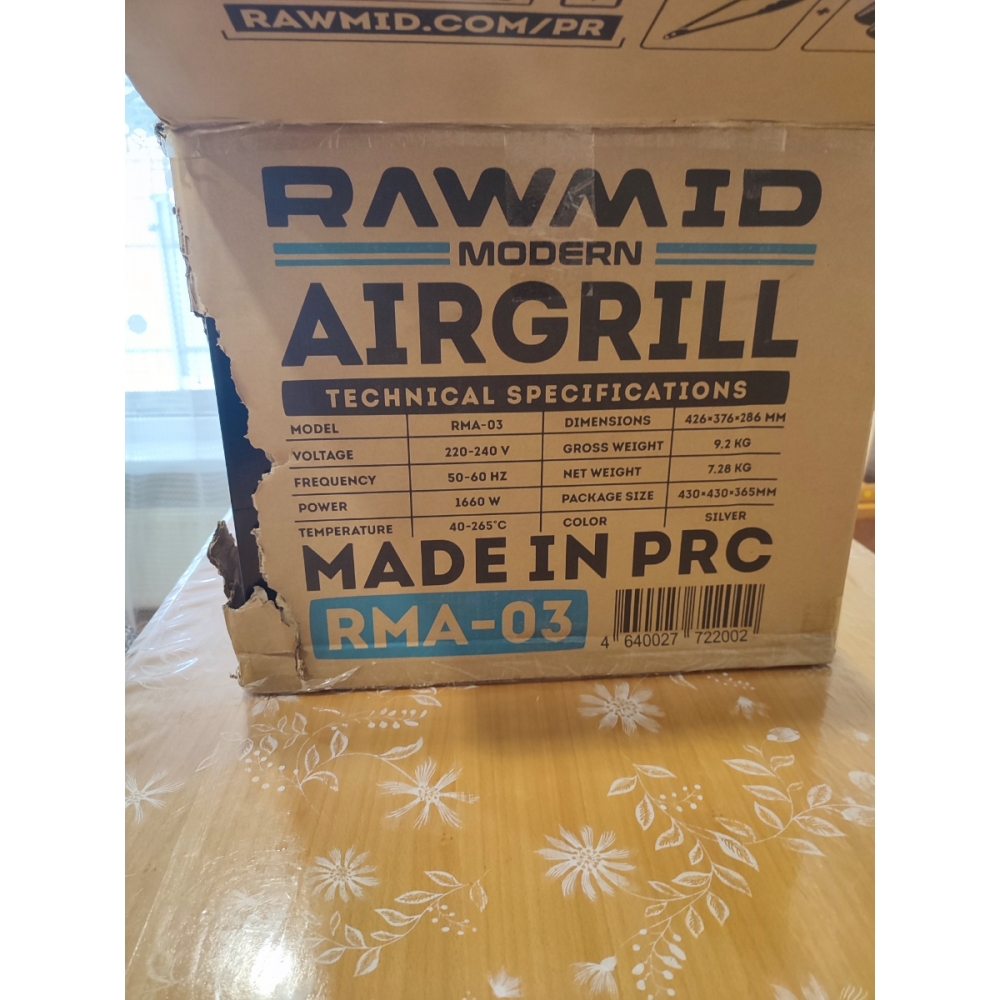 RAWMID.COM/PR
RAWMID
MODERN
AIRGRILL
TECHNICAL SPECIFICATIONS
MODEL RMA-03 DIMENSIONS 426×376×286 MM
VOLTAGE 220-240 V GROSS WEIGHT 9.2 KG
FREQUENCY 50-60 HZ NET WEIGHT 7.28 KG
POWER 1660 W PACKAGE SIZE 430×430×365MM
TEMPERATURE 40-265°C COLOR SILVER
MADE IN PRC
RMA-03
4 640027 722002